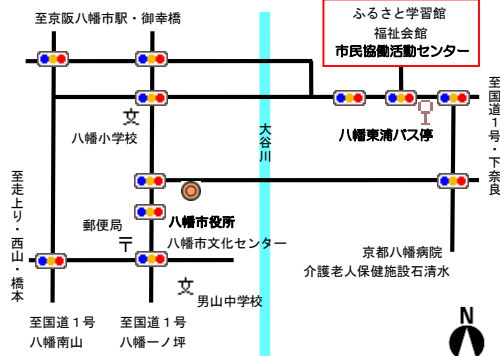 至京阪八幡市駅・御幸橋
ふるさと学習館
福祉会館
市民協働活動センター
至国道1号・下奈良
八幡小学校
大谷川
八幡東浦バス停
至走上り・西山・橋本
郵便局
八幡市役所
八幡市文化センター
京都八幡病院
介護老人保健施設石清水
男山中学校
至国道1号
八幡南山
至国道1号
八幡一ノ坪
N